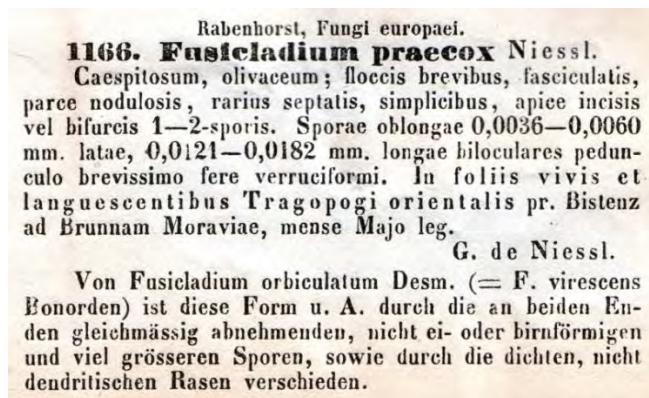 Rabenhorst, Fungi europaei.
1166. Fusicladium praecox Niessl.
Caespitosum, olivaceum; floccis brevibus, fasciculatis,
parce nodulosis, rarius septatis, simplicibus, apice incisis
vel bifurcis 1—2-sporis. Sporae oblongae 0,0036—0,0060
mm. latae, 0,0121—0,0182 mm. longae biloculares pedun-
culo brevissimo fere verruciformi. In foliis vivis et
languescentibus Tragopogi orientalis pr. Bistenz
ad Brunnam Moraviae, mense Majo leg.
G. de Niessl.
Von Fusicladium orbiculatum Desm. (= F. virescens
Bonorden) ist diese Form u. A. durch die an beiden En-
den gleichmässig abnehmenden, nicht ei- oder birnförmigen
und viel grösseren Sporen, sowie durch die dichten, nicht
dendritischen Rasen verschieden.